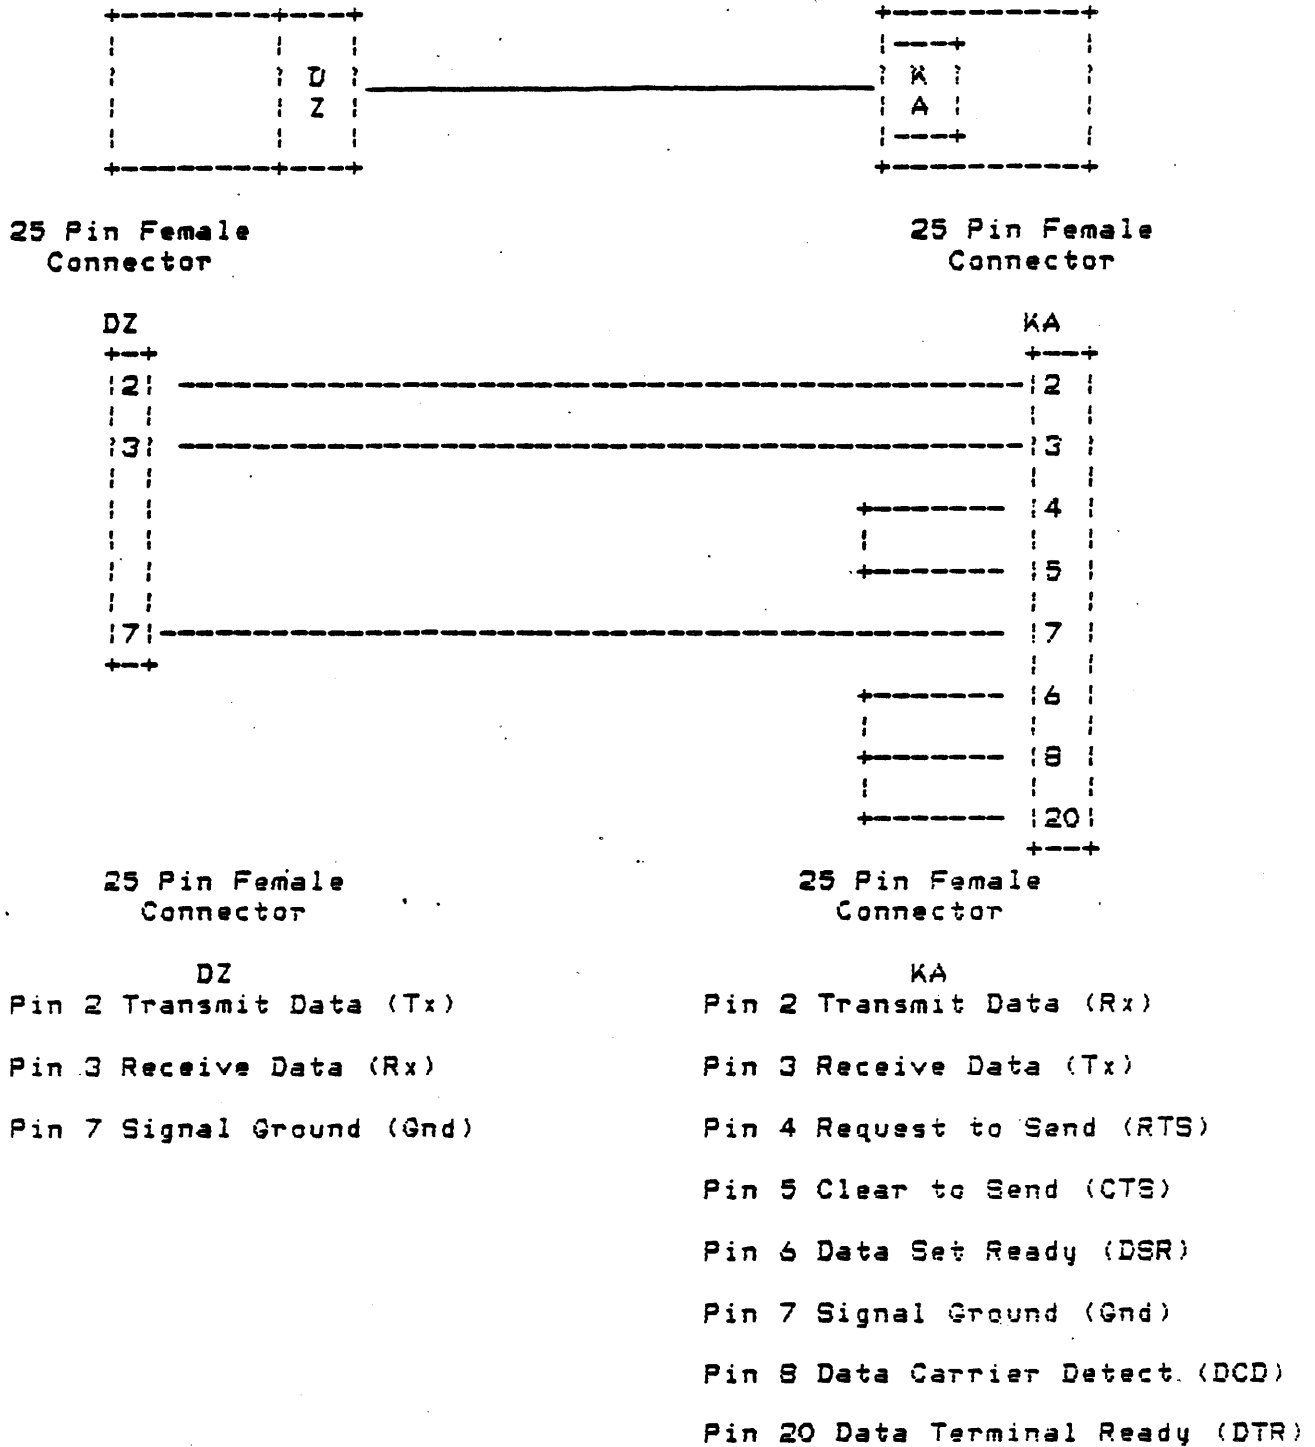 D K
Z A
25 Pin Female 25 Pin Female
Connector Connector
DZ KA
2 2
3 3
4
5
7 7
6
8
20
25 Pin Female 25 Pin Female
Connector Connector
DZ KA
Pin 2 Transmit Data (Tx) Pin 2 Transmit Data (Rx)
Pin 3 Receive Data (Rx) Pin 3 Receive Data (Tx)
Pin 7 Signal Ground (Gnd) Pin 4 Request to Send (RTS)
Pin 5 Clear to Send (CTS)
Pin 6 Data Set Ready (DSR)
Pin 7 Signal Ground (Gnd)
Pin 8 Data Carrier Detect (DCD)
Pin 20 Data Terminal Ready (DTR)